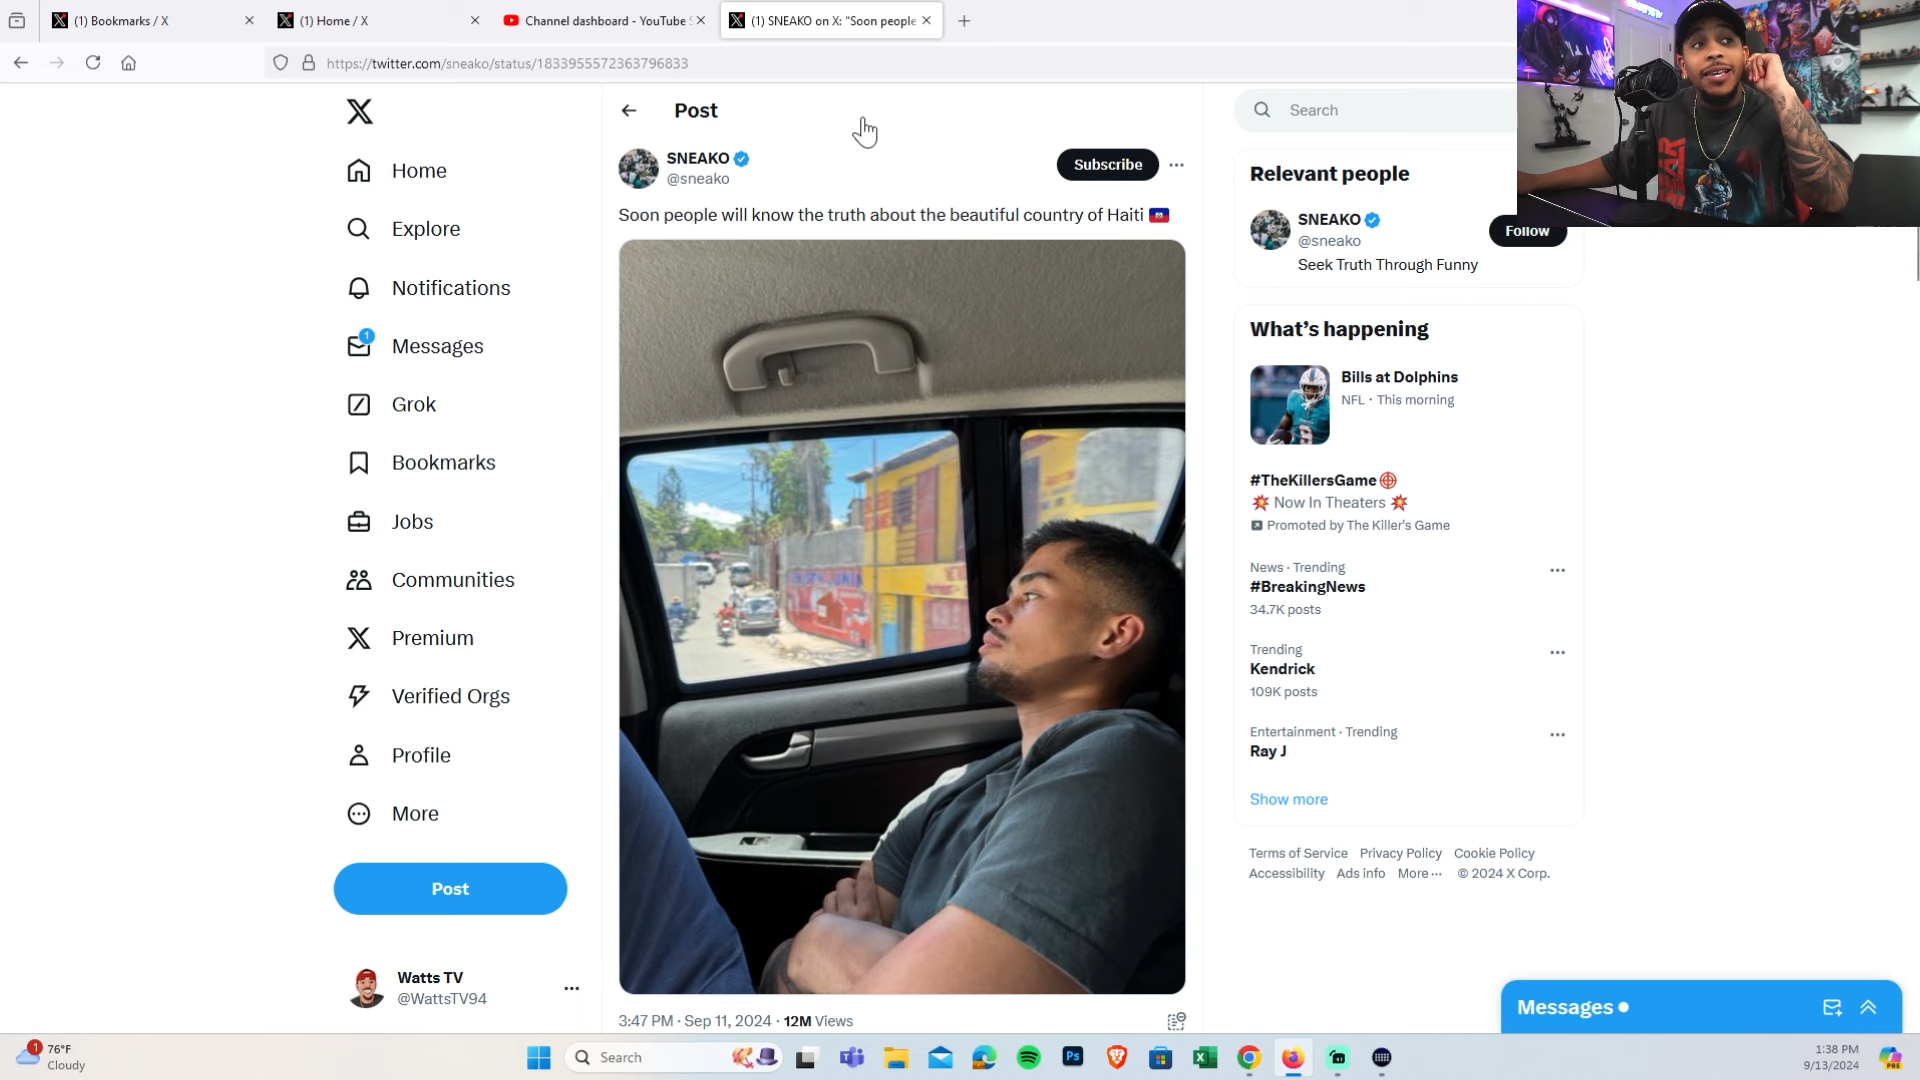 (1) Bookmarks / X
(1) Home / X
Channel dashboard - YouTube
(1) SNEAKO on X: "Soon people
https://twitter.com/sneako/status/1833955572363796833
Home
Explore
Notifications
1
Messages
Grok
Bookmarks
Jobs
Communities
Premium
Verified Orgs
Profile
More
Post
Watts TV
@WattsTV94
Post
SNEAKO
@sneako
Subscribe
Soon people will know the truth about the beautiful country of Haiti 🇭🇹
3:47 PM · Sep 11, 2024 · 12M Views
Search
Relevant people
SNEAKO
@sneako
Follow
Seek Truth Through Funny
What's happening
Bills at Dolphins
NFL · This morning
#TheKillersGame
💥 Now In Theaters 💥
Promoted by The Killer's Game
News · Trending
#BreakingNews
34.7K posts
Trending
Kendrick
109K posts
Entertainment · Trending
Ray J
Show more
Terms of Service Privacy Policy Cookie Policy
Accessibility Ads info More ··· © 2024 X Corp.
Messages
1
76°F
Cloudy
Search
Ps
1:38 PM
9/13/2024
PRE